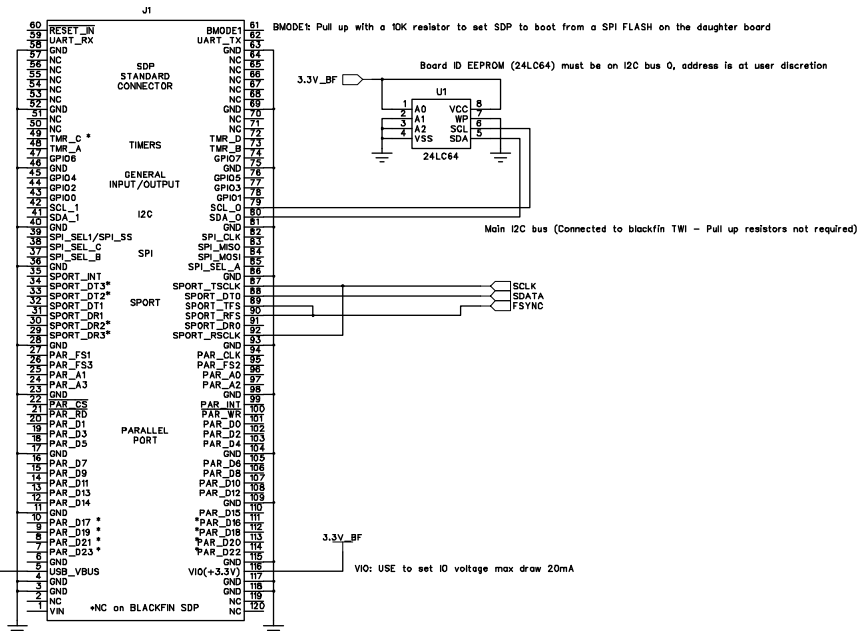 J1
60 RESET_IN BMODE1 61 BMODE1: Pull up with a 10K resistor to set SDP to boot from a SPI FLASH on the daughter board
59 UART_RX UART_TX 62
58 GND GND 63
57 NC NC 64
56 NC SDP NC 65 Board ID EEPROM (24LC64) must be on I2C bus 0, address is at user discretion
55 NC STANDARD NC 66 3.3V_BF
54 NC CONNECTOR NC 67
53 NC NC 68 U1
52 GND GND 69 1 A0 VCC 8
51 NC NC 70 2 A1 WP 7
50 NC NC 71 3 A2 SCL 6
49 TMR_C * TMR_D 72 4 VSS SDA 5
48 TMR_A TIMERS TMR_B 73
47 GPIO6 GPIO7 74 24LC64
46 GND GND 75
45 GPIO4 GENERAL GPIO5 76
44 GPIO2 INPUT/OUTPUT GPIO3 77
43 GPIO0 GPIO1 78
42 SCL_1 SCL_0 79
41 SDA_1 I2C SDA_0 80
40 GND GND 81 Main I2C bus (Connected to blackfin TWI - Pull up resistors not required)
39 SPI_SEL1/SPI_SS SPI_CLK 82
38 SPI_SEL_C SPI_MISO 83
37 SPI_SEL_B SPI SPI_MOSI 84
36 GND SPI_SEL_A 85
35 SPORT_INT GND 86
34 SPORT_DT3* SPORT_TSCLK 87 SCLK
33 SPORT_DT2* SPORT_DT0 88 SDATA
32 SPORT_DT1 SPORT SPORT_TFS 89 FSYNC
31 SPORT_DR1 SPORT_RFS 90
30 SPORT_DR2* SPORT_DR0 91
29 SPORT_DR3* SPORT_RSCLK 92
28 GND GND 93
27 PAR_FS1 PAR_CLK 94
26 PAR_FS3 PAR_FS2 95
25 PAR_A1 PAR_A0 96
24 PAR_A3 PAR_A2 97
23 GND GND 98
22 PAR_CS PAR_INT 99
21 PAR_RD PAR_WR 100
20 PAR_D1 PAR_D0 101
19 PAR_D3 PARALLEL PAR_D2 102
18 PAR_D5 PORT PAR_D4 103
17 GND GND 104
16 PAR_D7 PAR_D6 105
15 PAR_D9 PAR_D8 106
14 PAR_D11 PAR_D10 107
13 PAR_D13 PAR_D12 108
12 PAR_D14 GND 109
11 GND PAR_D15 110
10 PAR_D17 * *PAR_D16 111
9 PAR_D19 * *PAR_D18 112
8 PAR_D21 * *PAR_D20 113 3.3V_BF
7 PAR_D23 * *PAR_D22 114
6 GND GND 115
5 USB_VBUS VIO(+3.3V) 116 VIO: USE to set IO voltage max draw 20mA
4 GND GND 117
3 GND GND 118
2 NC NC 119
1 VIN *NC on BLACKFIN SDP NC 120